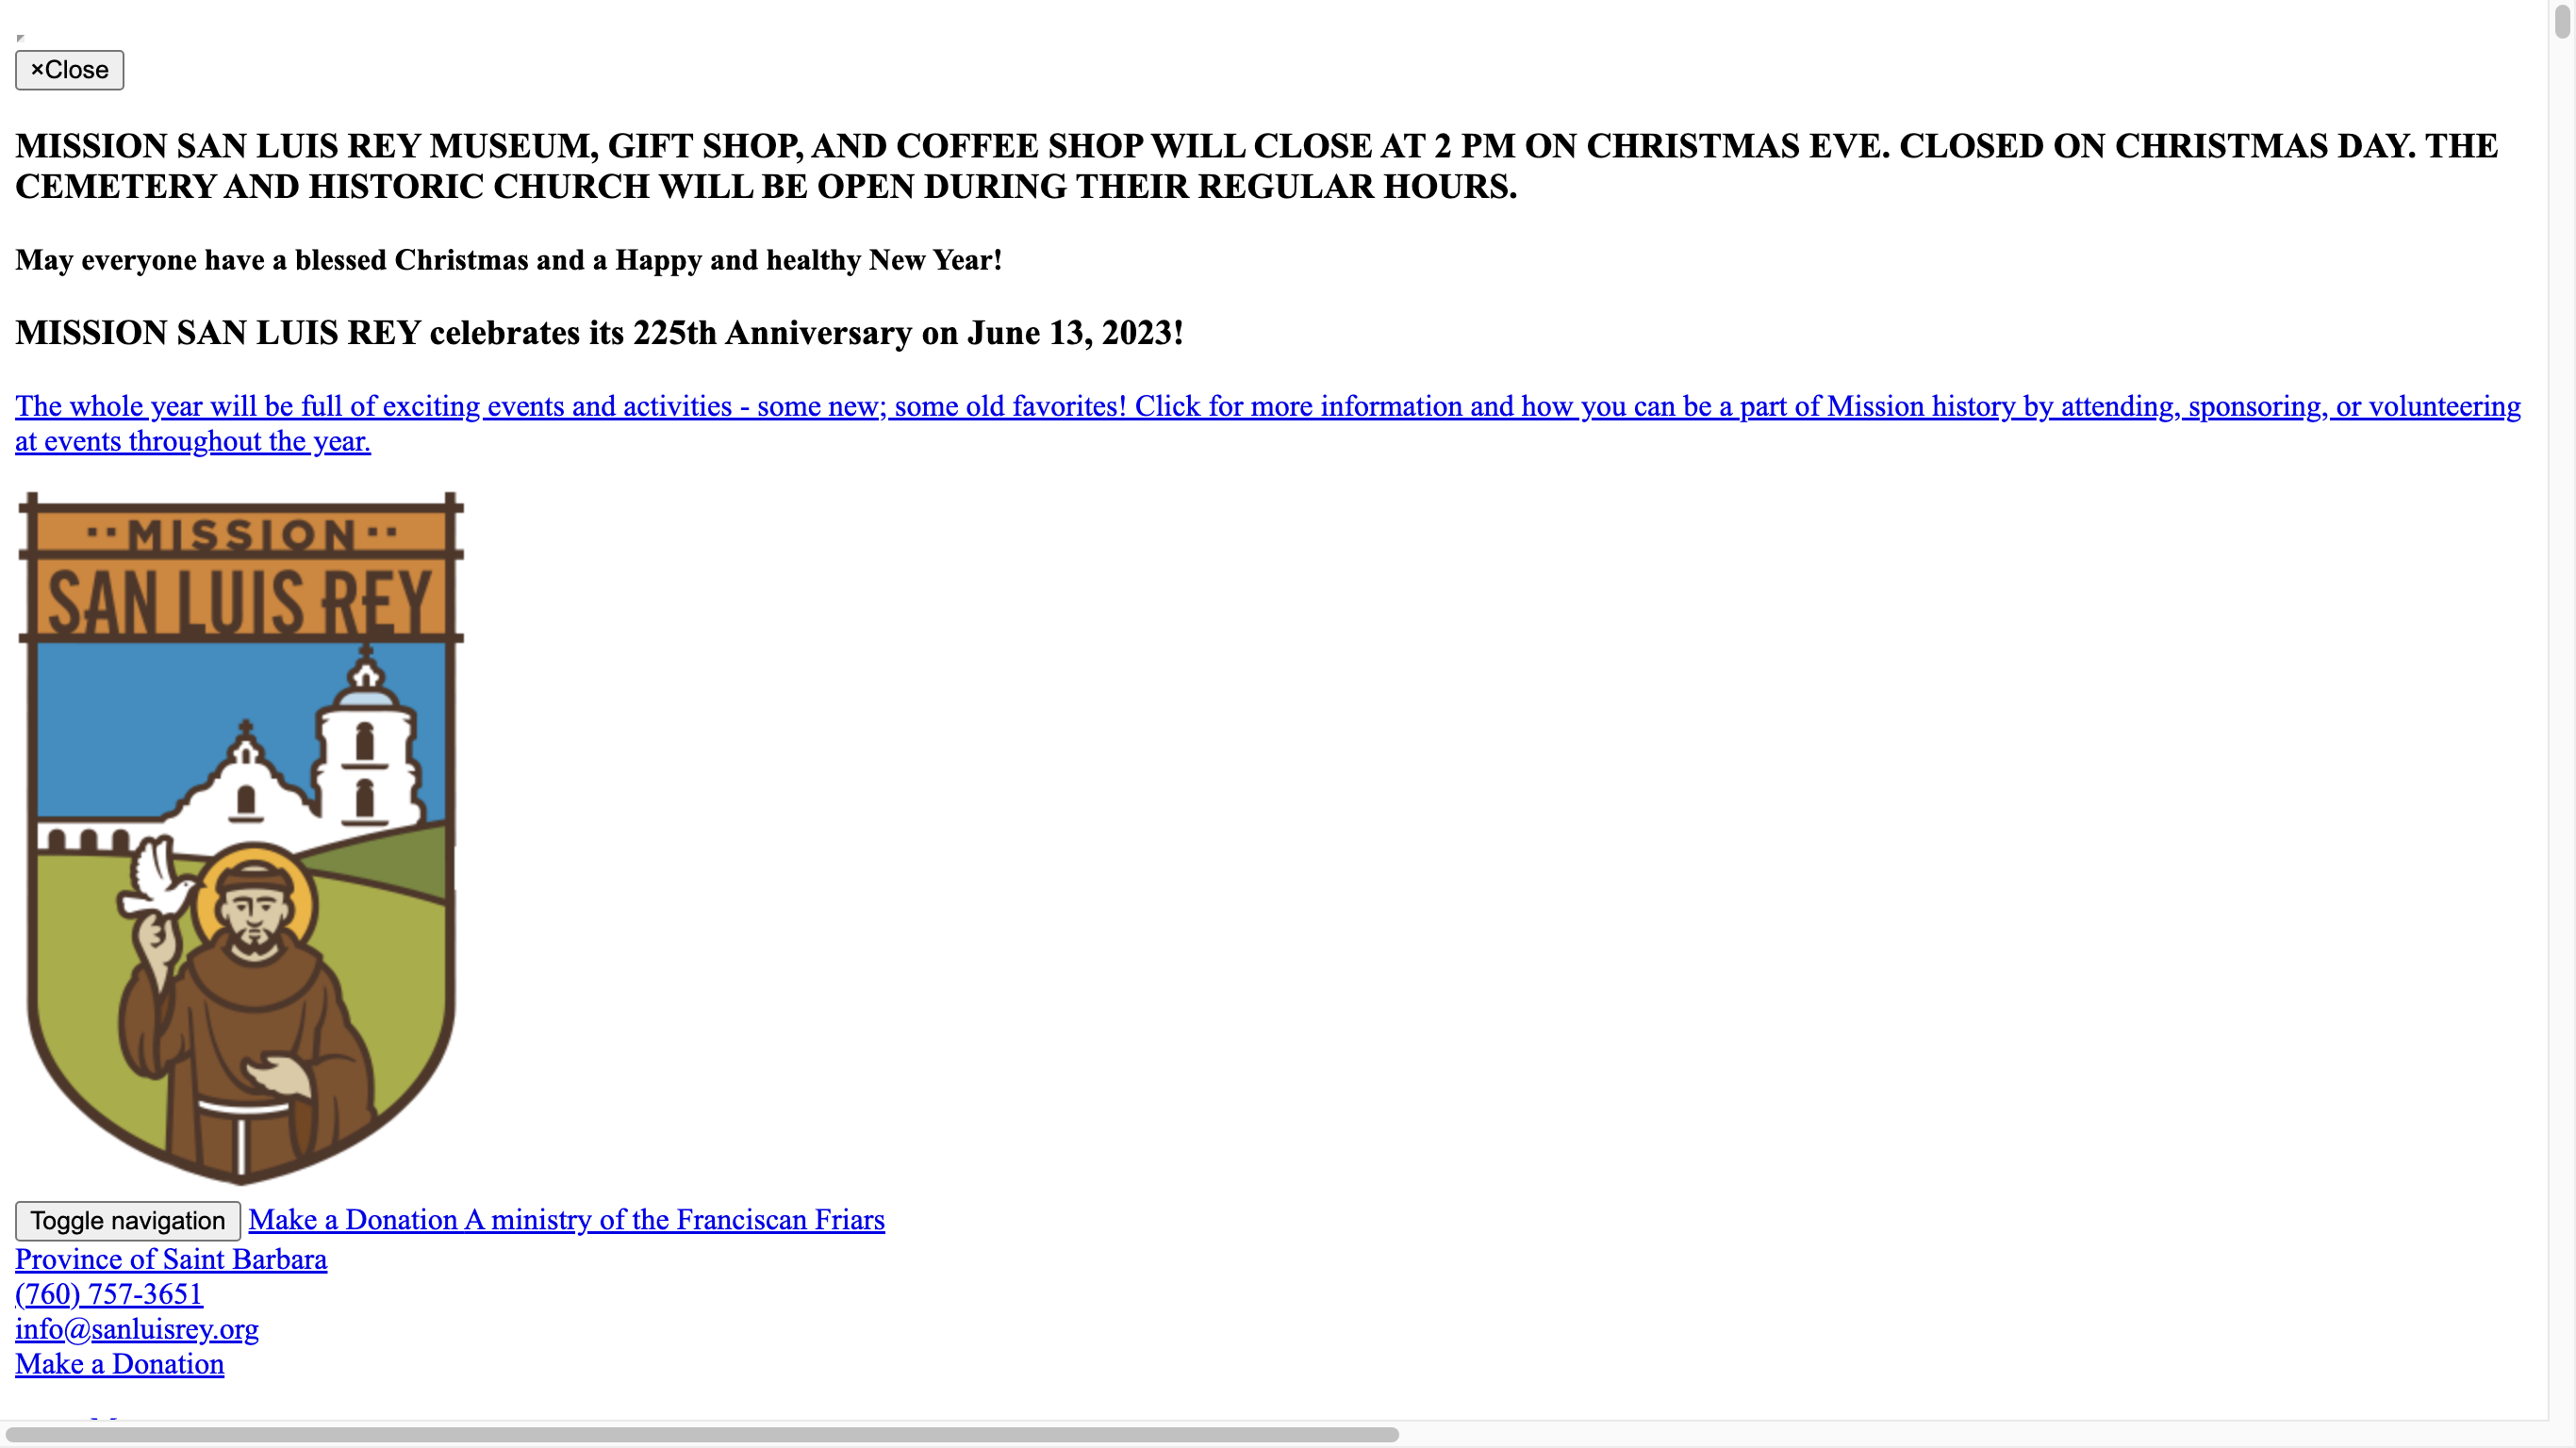 ×Close
MISSION SAN LUIS REY MUSEUM, GIFT SHOP, AND COFFEE SHOP WILL CLOSE AT 2 PM ON CHRISTMAS EVE. CLOSED ON CHRISTMAS DAY. THE
CEMETERY AND HISTORIC CHURCH WILL BE OPEN DURING THEIR REGULAR HOURS.
May everyone have a blessed Christmas and a Happy and healthy New Year!
MISSION SAN LUIS REY celebrates its 225th Anniversary on June 13, 2023!
The whole year will be full of exciting events and activities - some new; some old favorites! Click for more information and how you can be a part of Mission history by attending, sponsoring, or volunteering
at events throughout the year.
··MISSION··
SAN LUIS REY
Toggle navigation Make a Donation A ministry of the Franciscan Friars
Province of Saint Barbara
(760) 757-3651
info@sanluisrey.org
Make a Donation